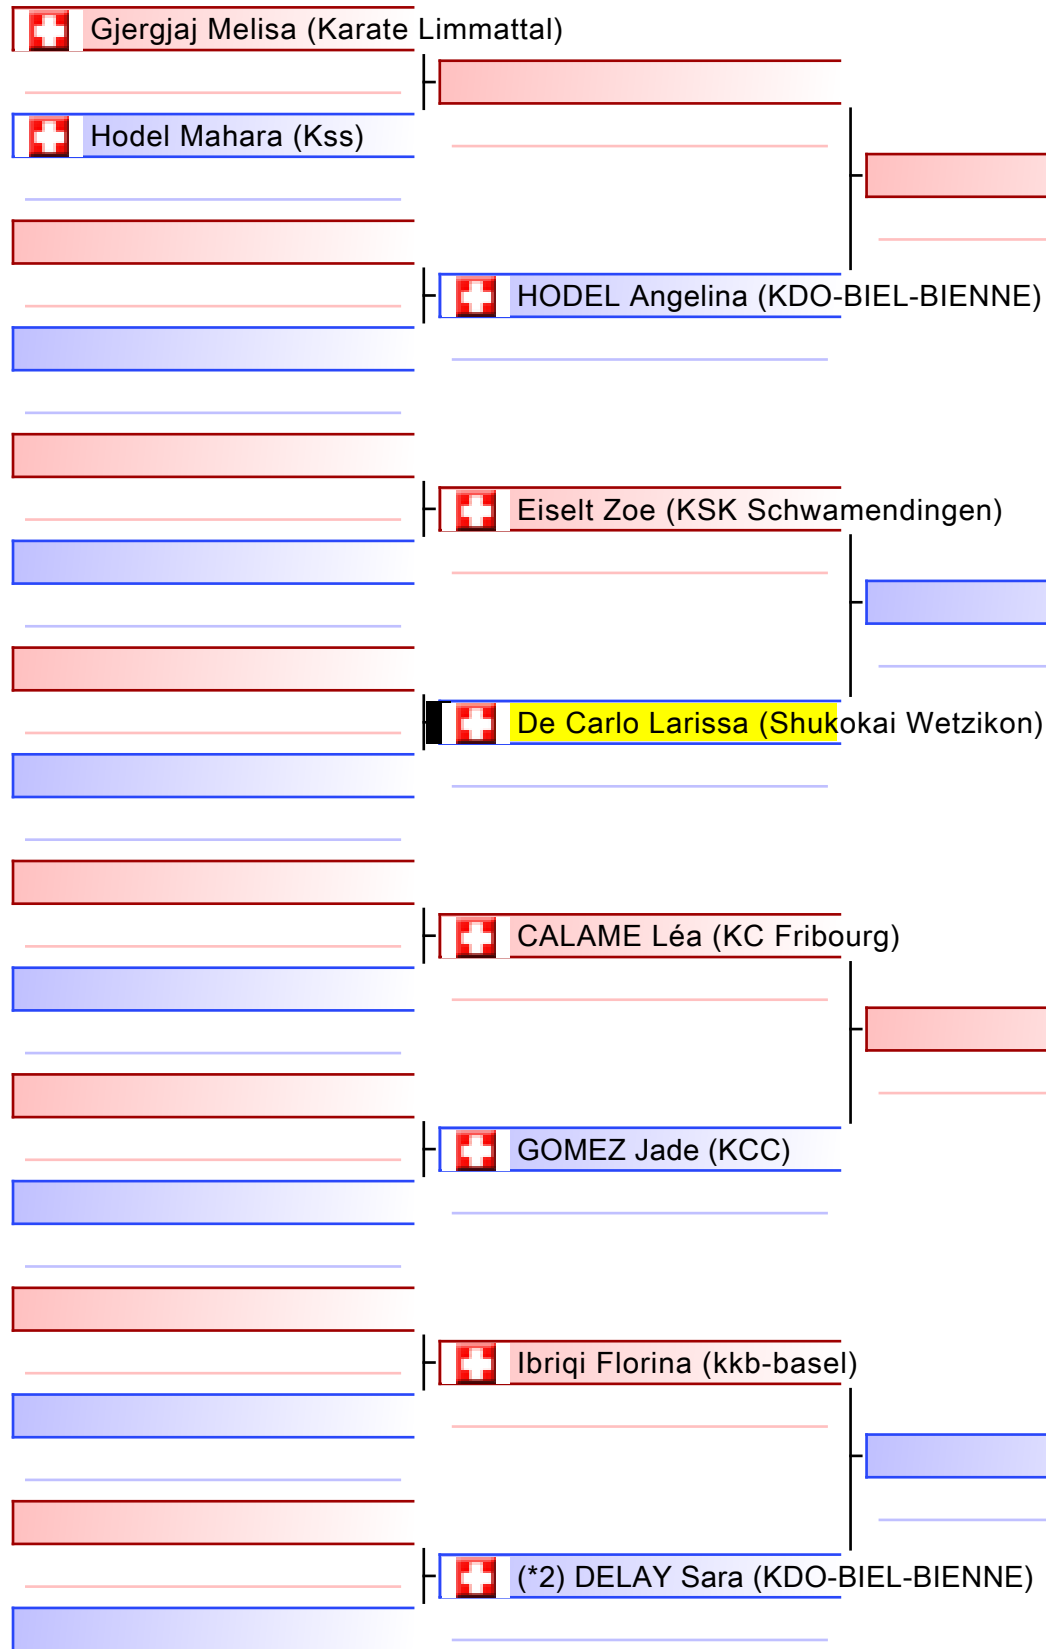 Gjergjaj Melisa (Karate Limmattal)
Hodel Mahara (Kss)
HODEL Angelina (KDO-BIEL-BIENNE)
Eiselt Zoe (KSK Schwamendingen)
De Carlo Larissa (Shukokai Wetzikon)
CALAME Léa (KC Fribourg)
GOMEZ Jade (KCC)
Ibriqi Florina (kkb-basel)
(*2) DELAY Sara (KDO-BIEL-BIENNE)